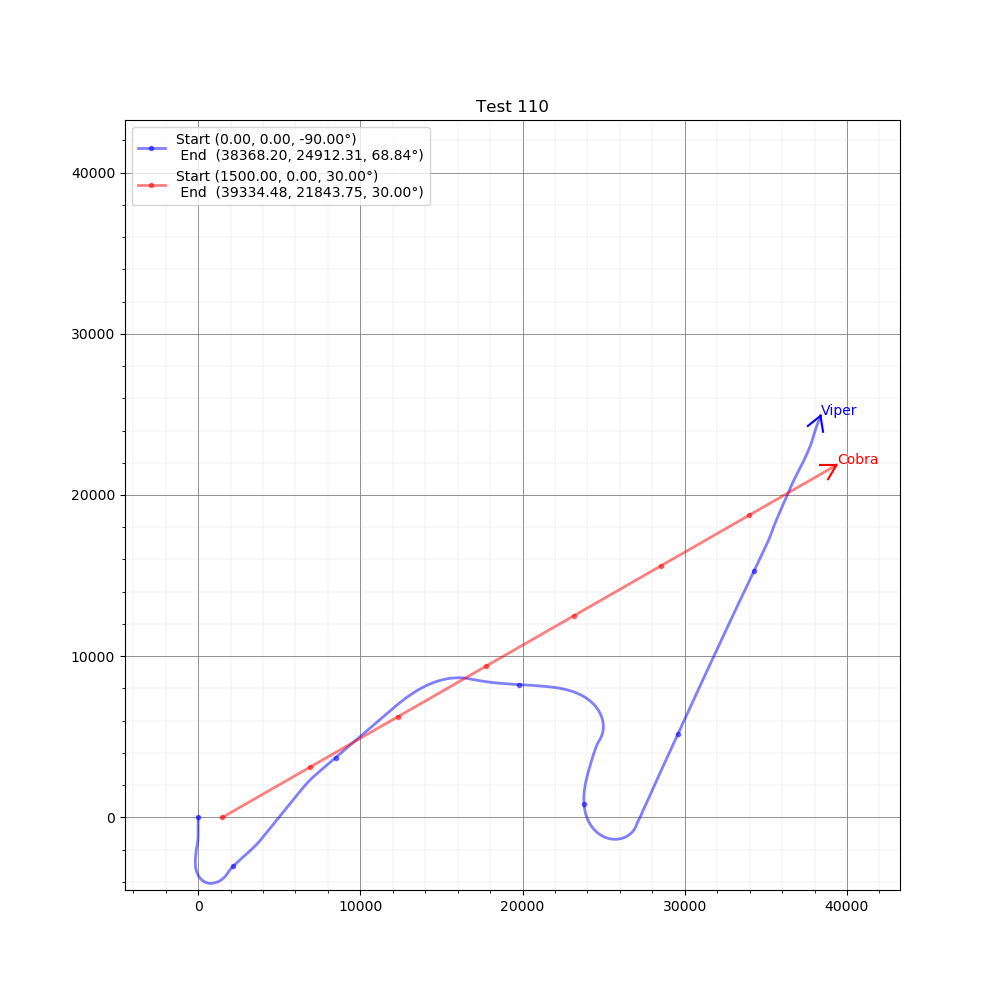 Test 110
Start (0.00, 0.00, -90.00°)
End  (38368.20, 24912.31, 68.84°)
Start (1500.00, 0.00, 30.00°)
End  (39334.48, 21843.75, 30.00°)
40000
30000
Viper
Cobra
20000
10000
0
0 10000 20000 30000 40000